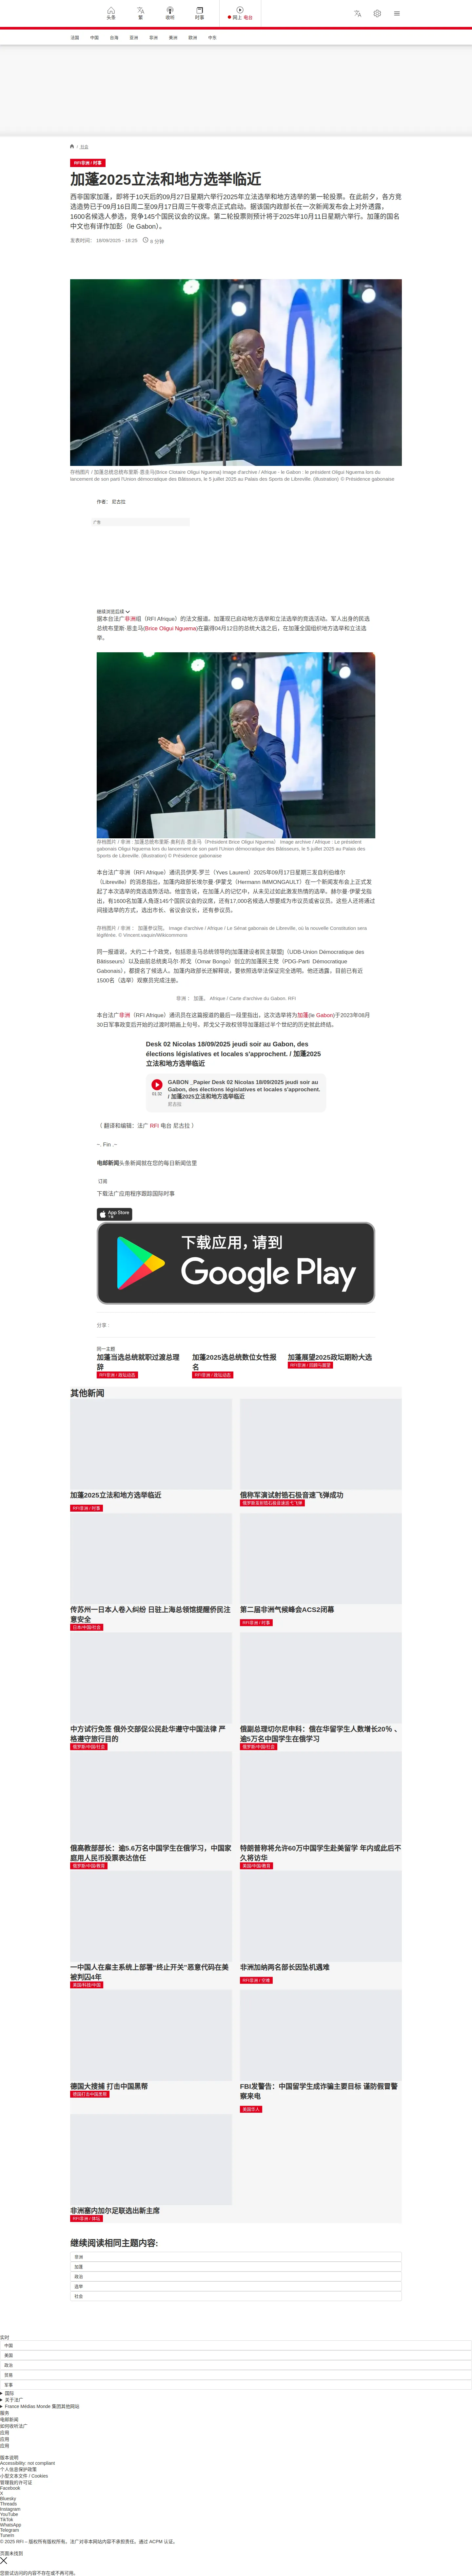 头条
繁
收听
时事
网上 电台
法国
中国
台湾
亚洲
非洲
美洲
欧洲
中东
/ 社会
RFI非洲 / 时事
加蓬2025立法和地方选举临近
西非国家加蓬，即将于10天后的09月27日星期六举行2025年立法选举和地方选举的第一轮投票。在此前夕，各方竞选造势已于09月16日周二至09月17日周三午夜零点正式启动。据该国内政部长在一次新闻发布会上对外透露，1600名候选人参选，竞争145个国民议会的议席。第二轮投票则预计将于2025年10月11日星期六举行。加蓬的国名中文也有译作加彭（le Gabon）。
发表时间： 18/09/2025 - 18:25
8 分钟
存档图片 / 加蓬总统总统布里斯·恩圭马(Brice Clotaire Oligui Nguema) Image d'archive / Afrique - le Gabon : le président Oligui Nguema lors du lancement de son parti l'Union démocratique des Bâtisseurs, le 5 juillet 2025 au Palais des Sports de Libreville. (illustration) © Présidence gabonaise
作者： 尼古拉
广告
继续浏览后续
据本台法广非洲组（RFI Afrique）的法文报道。加蓬现已启动地方选举和立法选举的竞选活动。军人出身的民选总统布里斯·恩圭马(Brice Oligui Nguema)在赢得04月12日的总统大选之后，在加蓬全国组织地方选举和立法选举。
存档图片 / 非洲 : 加蓬总统布里斯·奥利吉·恩圭马（Président Brice Oligui Nguema） Image archive / Afrique : Le président gabonais Oligui Nguema lors du lancement de son parti l'Union démocratique des Bâtisseurs, le 5 juillet 2025 au Palais des Sports de Libreville. (illustration) © Présidence gabonaise
本台法广非洲（RFI Afrique）通讯员伊芙-罗兰（Yves Laurent）2025年09月17日星期三发自利伯维尔（Libreville）的消息指出，加蓬内政部长埃尔曼·伊蒙戈（Hermann IMMONGAULT）在一个新闻发布会上正式发起了本次选举的竞选造势活动。他宣告说，在加蓬人的记忆中，从未见过如此激发热情的选举。埃尔曼·伊蒙戈指出，有1600名加蓬人角逐145个国民议会的议席，还有17,000名候选人想要成为市议员或省议员。这些人还将通过间接选举的方式，选出市长、省议会议长，还有参议员。
存档图片 / 非洲 ： 加蓬参议院。 Image d'archive / Afrique / Le Sénat gabonais de Libreville, où la nouvelle Constitution sera légiférée. © Vincent.vaquin/Wikicommons
同一报道说，大约二十个政党，包括恩圭马总统领导的[加蓬建设者民主联盟]（UDB-Union Démocratique des Bâtisseurs）以及由前总统奥马尔·邦戈（Omar Bongo）创立的加蓬民主党（PDG-Parti Démocratique Gabonais），都提名了候选人。加蓬内政部长还解释说，要依照选举法保证完全透明。他还透露，目前已有近1500名（选举）观察员完成注册。
非洲 ： 加蓬。 Afrique / Carte d'archive du Gabon. RFI
本台法广非洲（RFI Afrique）通讯员在这篇报道的最后一段里指出，这次选举将为加蓬(le Gabon)于2023年08月30日军事政变后开始的过渡时期画上句号。邦戈父子政权领导加蓬超过半个世纪的历史就此终结。
Desk 02 Nicolas 18/09/2025 jeudi soir au Gabon, des élections législatives et locales s'approchent. / 加蓬2025立法和地方选举临近
GABON _Papier Desk 02 Nicolas 18/09/2025 jeudi soir au Gabon, des élections législatives et locales s'approchent. / 加蓬2025立法和地方选举临近
01:32
尼古拉
〔 翻译和编辑：法广 RFI 电台 尼古拉 〕
~. Fin .~
电邮新闻头条新闻就在您的每日新闻信里
订阅
下载法广应用程序跟踪国际时事
App Store
下载应用，请到
Google Play
分享 :
同一主题
加蓬当选总统就职过渡总理辞
RFI非洲 / 政坛动态
加蓬2025选总统数位女性报名
RFI非洲 / 政坛动态
加蓬展望2025政坛期盼大选
RFI非洲 / 回顾与展望
其他新闻
加蓬2025立法和地方选举临近
RFI非洲 / 时事
俄称军演试射锆石极音速飞弹成功
俄罗斯发射锆石极音速巡弋飞弹
传苏州一日本人卷入纠纷 日驻上海总领馆提醒侨民注意安全
日本/中国/社会
第二届非洲气候峰会ACS2闭幕
RFI非洲 / 时事
中方试行免签 俄外交部促公民赴华遵守中国法律 严格遵守旅行目的
俄罗斯/中国/社会
俄副总理切尔尼申科：俄在华留学生人数增长20% 、逾5万名中国学生在俄学习
俄罗斯/中国/社会
俄高教部部长：逾5.6万名中国学生在俄学习，中国家庭用人民币投票表达信任
俄罗斯/中国/教育
特朗普称将允许60万中国学生赴美留学 年内或此后不久将访华
美国/中国/教育
一中国人在雇主系统上部署“终止开关”恶意代码在美被判囚4年
美国/科技/中国
非洲加纳两名部长因坠机遇难
RFI非洲 / 空难
德国大搜捕 打击中国黑帮
德国打击中国黑帮
FBI发警告：中国留学生成诈骗主要目标 谨防假冒警察来电
美国华人
非洲塞内加尔足联选出新主席
RFI非洲 / 体坛
继续阅读相同主题内容:
非洲
加蓬
政治
选举
社会
实时
中国
美国
政治
贸易
军事
国际
关于法广
France Médias Monde 集团其他网站
服务
电邮新闻
如何收听法广
应用
应用
应用
版本说明
Accessibility: not compliant
个人信息保护政策
小型文本文件 / Cookies
管理我的许可证
Facebook
X
Bluesky
Threads
Instagram
YouTube
TikTok
WhatsApp
Telegram
TuneIn
© 2025 RFI – 版权所有版权所有。法广对非本网站内容不承担责任。通过 ACPM 认证。
页面未找到
您尝试访问的内容不存在或不再可用。